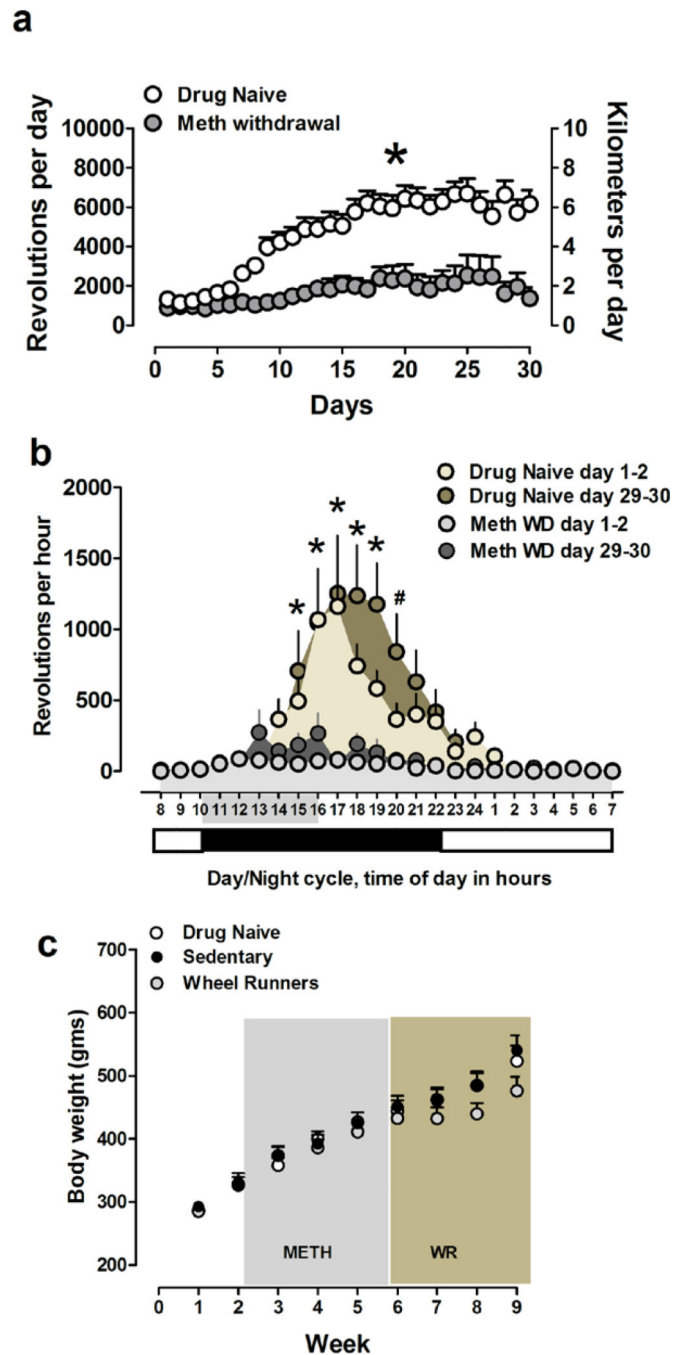 a
Drug Naive
Meth withdrawal
Revolutions per day
Kilometers per day
10000
8000
6000
4000
2000
0
10
8
6
4
2
0
*
0 5 10 15 20 25 30
Days
b
Drug Naive day 1-2
Drug Naive day 29-30
Meth WD day 1-2
Meth WD day 29-30
Revolutions per hour
2000
1500
1000
500
0
* * * * * #
8 9 10 11 12 13 14 15 16 17 18 19 20 21 22 23 24 1 2 3 4 5 6 7
Day/Night cycle, time of day in hours
c
Drug Naive
Sedentary
Wheel Runners
Body weight (gms)
700
600
500
400
300
200
METH WR
0 1 2 3 4 5 6 7 8 9
Week